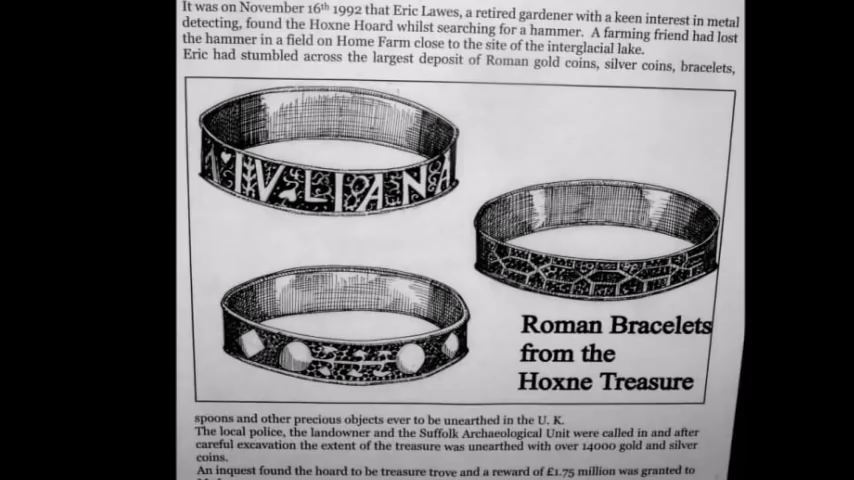 It was on November 16th 1992 that Eric Lawes, a retired gardener with a keen interest in metal
detecting, found the Hoxne Hoard whilst searching for a hammer. A farming friend had lost
the hammer in a field on Home Farm close to the site of the interglacial lake.
Eric had stumbled across the largest deposit of Roman gold coins, silver coins, bracelets,
IVLIANA
Roman Bracelets
from the
Hoxne Treasure
spoons and other precious objects ever to be unearthed in the U. K.
The local police, the landowner and the Suffolk Archaeological Unit were called in and after
careful excavation the extent of the treasure was unearthed with over 14000 gold and silver
coins.
An inquest found the hoard to be treasure trove and a reward of £1.75 million was granted to